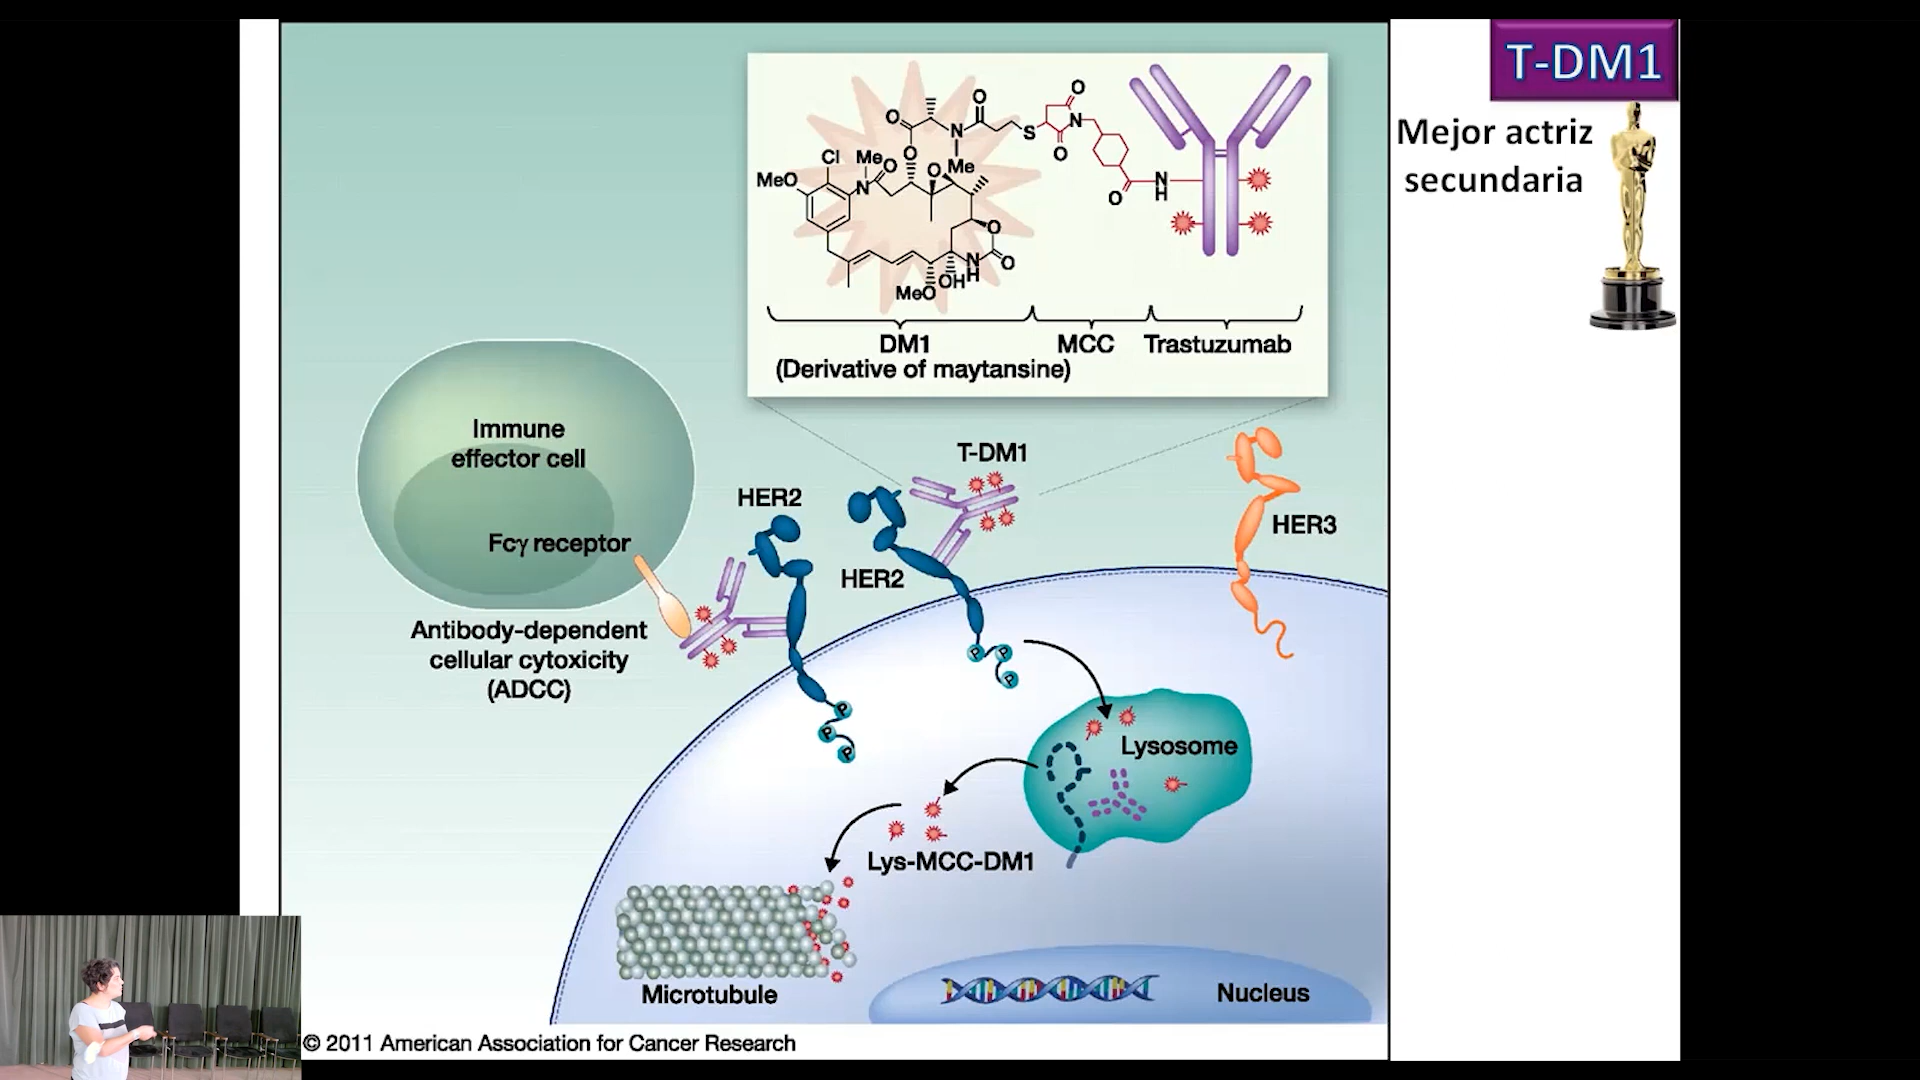 T-DM1
Mejor actriz
secundaria
O
O
O
N
S
N
O
O
Me
Cl
Me
O
O
MeO
N
O
N
H
O
O
O
N
H
OH
MeO
DM1
(Derivative of maytansine)
MCC
Trastuzumab
Immune
effector cell
Fcγ receptor
Antibody-dependent
cellular cytoxicity
(ADCC)
HER2
T-DM1
HER2
HER3
P
P
P
P
P
P
Lysosome
Lys-MCC-DM1
Microtubule
Nucleus
© 2011 American Association for Cancer Research